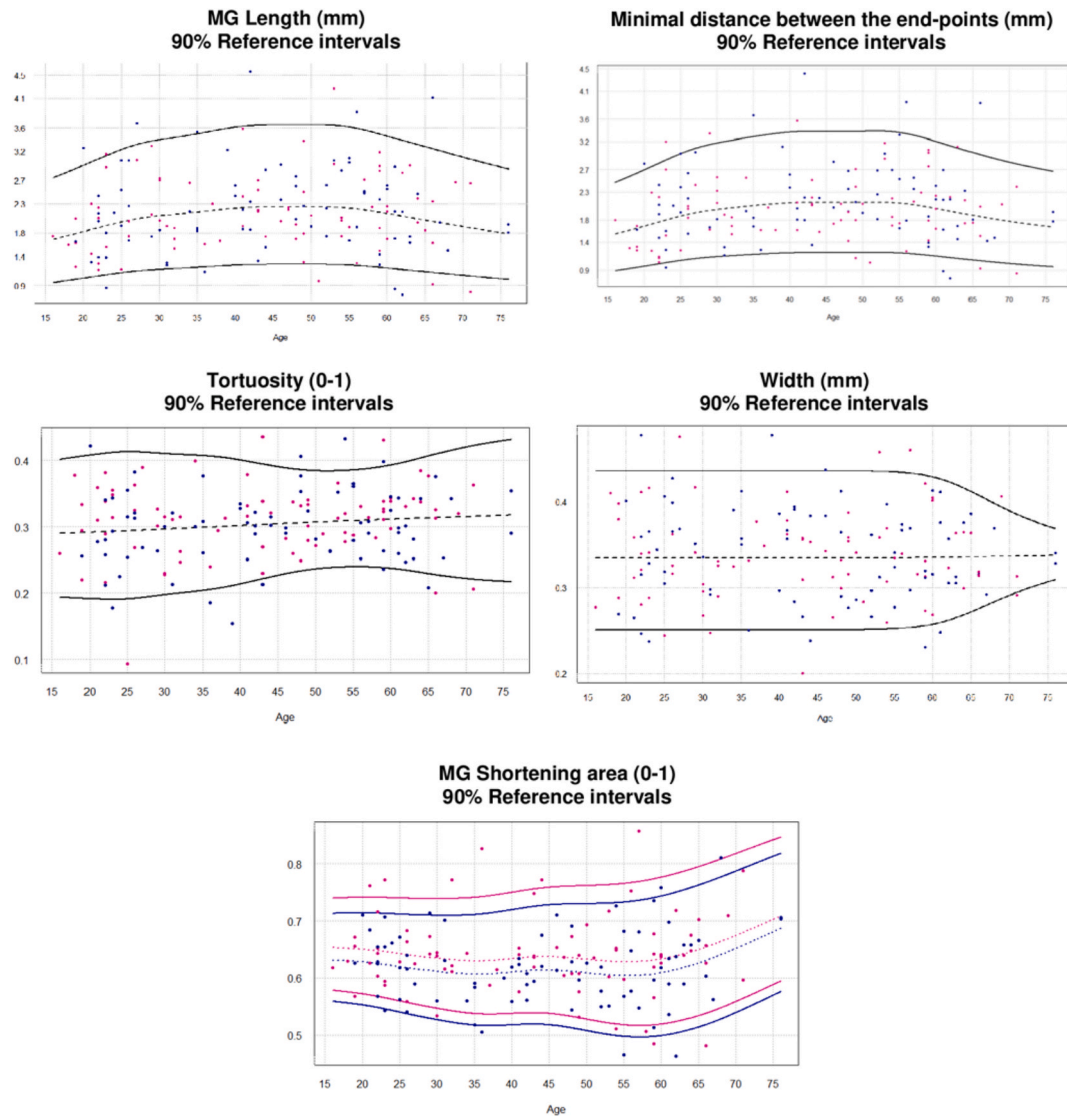 MG Length (mm)
90% Reference intervals
4.5
4.1
3.6
3.2
2.7
2.3
1.8
1.4
0.9
15 20 25 30 35 40 45 50 55 60 65 70 75
Age
Minimal distance between the end-points (mm)
90% Reference intervals
4.5
4.1
3.6
3.2
2.7
2.3
1.8
1.4
0.9
15 20 25 30 35 40 45 50 55 60 65 70 75
Age
Tortuosity (0-1)
90% Reference intervals
0.4
0.3
0.2
0.1
15 20 25 30 35 40 45 50 55 60 65 70 75
Age
Width (mm)
90% Reference intervals
0.4
0.3
0.2
15 20 25 30 35 40 45 50 55 60 65 70 75
Age
MG Shortening area (0-1)
90% Reference intervals
0.8
0.7
0.6
0.5
15 20 25 30 35 40 45 50 55 60 65 70 75
Age